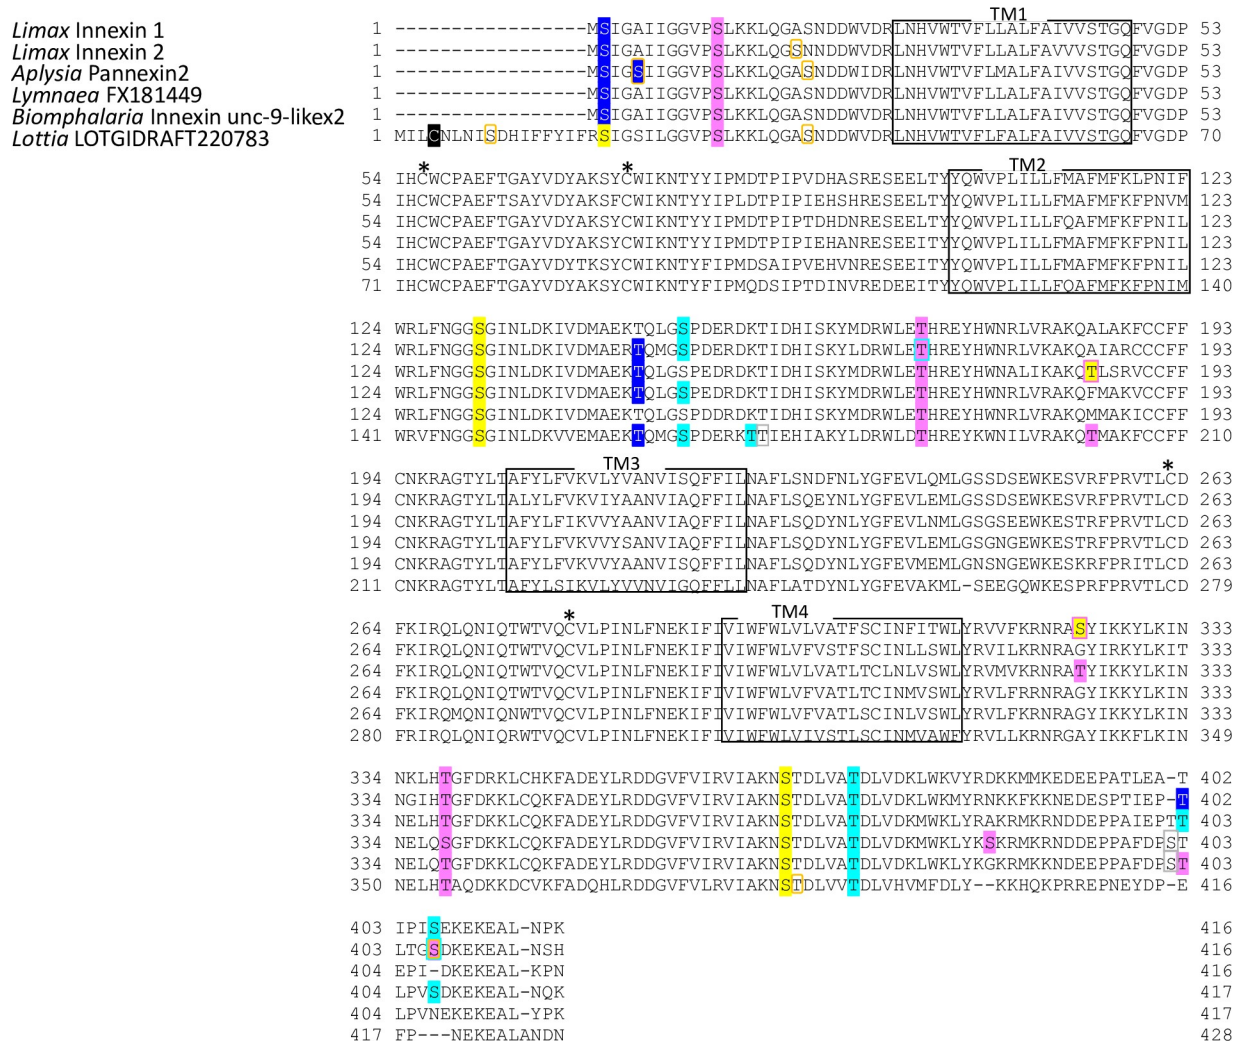 TM1
Limax Innexin 1 1 -----------------MSIGAIIGGVPSLKKLQGASNDDWVDRLNHVWTVFLLALFAIVVSTGQFVGDP 53
Limax Innexin 2 1 -----------------MSIGAIIGGVPSLKKLQGASNNDWVDRLNHVWTVFLLALFAIVVSTGQFVGDP 53
Aplysia Pannexin2 1 -----------------MSIGSIIGGVPSLKKLQGASNDDWIDRLNHVWTVFLMALFAIVVSTGQFVGDP 53
Lymnaea FX181449 1 -----------------MSIGAIIGGVPSLKKLQGASNDDWVDRLNHVWTVFLLALFAIVVSTGQFVGDP 53
Biomphalaria Innexin unc-9-likex2 1 -----------------MSIGAIIGGVPSLKKLQGASNDDWVDRLNHVWTVFLLALFAIVVSTGQFVGDP 53
Lottia LOTGIDRAFT220783 1 MILCNLNISDHIFFYIFRSIGSILGGVPSLKKLQGASNDDWVDRLNHVWTVFLLFLFAVVVSTGQFVGDP 70
* * TM2
54 IHCWCPAEFTGAYVDYAKSYCWIKNTYYIPMDTPIPVDHASRESEELTYYQWVPLILLFMAFMFKLPNIF 123
54 IHCWCPAEFTSAYVDYAKSFCWIKNTYYIPLDTPIPIEHSHRESEELTYYQWVPLILLFMAFMFKFPNVM 123
54 IHCWCPAEFTGAYVDYAKSYCWIKNTYYIPMDTPIPTDHDNRESEELTYYQWVPLILLFQAFMFKFPNIL 123
54 IHCWCPAEFTGAYVDYAKSYCWIKNTYYIPMDTPIPIEHANRESEEITYYQWVPLILLFMAFMFKFPNIL 123
54 IHCWCPAEFTGAYVDYTKSYCWIKNTYFIPMDSAIPVEHVNRESEEITYYQWVPLILLFMAFMFKFPNIL 123
71 IHCWCPAEFTGAYVDYAKSYCWIKNTYFIPMQDSIPTDINVREDEEITYYQWVPLILLFQAFMFKFPNIM 140
124 WRLFNGGSGINLDKIVDMAEKTQLGSPDERDKTIDHISKYMDRWLETHREYHWNRLVRAKQALAKFCCFF 193
124 WRLFNGGSGINLDKIVDMAERTQMGSPDERDKTIDHISKYLDRWLETHREYHWNRLVKAKQAIARCCCFF 193
124 WRLFNGGSGINLDKIVDMAEKTQLGSPEDRDKTIDHISKYMDRWLETHREYHWNALIKAKQTLSRVCCFF 193
124 WRLFNGGSGINLDKIVDMAEKTQLGSPEDRDKTIDHISKYMDRWLETHREYHWNRLVRAKQFMAKVCCFF 193
124 WRLFNGGSGINLDKIVDMAEKTQLGSPDDRDKTIDHISKYMDRWLETHREYHWNRLVRAKQMMAKICCFF 193
141 WRVFNGGSGINLDKVVEMAEKTQMGSPDERKTTIEHIAKYLDRWLDTHREYKWNILVRAKQTMAKFCCFF 210
TM3 *
194 CNKRAGTYLTAFYLFVKVLYVANVISQFFILNAFLSNDFNLYGFEVLQMLGSSDSEWKESVRFPRVTLCD 263
194 CNKRAGTYLTALYLFVKVIYVANVIAQFFILNAFLSQEYNLYGFEVLQMLGSSDSEWKESVRFPRVTLCD 263
194 CNKRAGTYLTAFYLFIKVVYAANVIAQFFILNAFLSQDYNLYGFEVLNMLGSGSEEWKESTRFPRVTLCD 263
194 CNKRAGTYLTAFYLFVKVVYSANVIAQFFILNAFLSQDYNLYGFEVLEMLGSGNGEWKESTRFPRVTLCD 263
194 CNKRAGTYLTAFYLFVKVVYAANVIAQFFILNAFLSQDYNLYGFEVMEMLGNSNGEWKESKRFPRITLCD 263
211 CNKRAGTYLTAFYLSIKVLYVVNVIGQFFLLNAFLATDYNLYGFEVAKML-SEEGQWKESPRFPRVTLCD 279
* TM4
264 FKIRQLQNIQTWTVQCVLPINLFNEKIFIVIWFWLVLVATFSCINFITWLYRVVFKRNRASYIKKYLKIN 333
264 FKIRQLQNIQTWTVQCVLPINLFNEKIFIVIWFWLVFVSTFSCINLLSWLYRVILKRNRAGYIRKYLKIT 333
264 FKIRQLQNIQTWTVQCVLPINLFNEKIFIVIWFWLVLVATLTCLNLVSWLYRVMVKRNRATYIKKYLKIN 333
264 FKIRQLQNIQTWTVQCVLPINLFNEKIFIVIWFWLVFVATLTCINMVSWLYRVLFRRNRAGYIKKYLKIN 333
264 FKIRQMQNIQNWTVQCVLPINLFNEKIFIVIWFWLVFVATLSCINLVSWLYRVLFKRNRAGYIKKYLKIN 333
280 FRIRQLQNIQRWTVQCVLPINLFNEKIFIVIWFWLVIVSTLSCINMVAWFYRVLLKRNRGAYIKKFLKIN 349
334 NKLHTGFDRKLCHKFADEYLRDDGVFVIRVIAKNSTDLVATDLVDKLWKVYRDKKMMKEDEEPATLEA-T 402
334 NGIHTGFDKKLCQKFADEYLRDDGVFVIRVIAKNSTDLVATDLVDKLWKMYRNKKFKKNEDESPTIEP-T 402
334 NELHTGFDKKLCQKFADEYLRDDGVFVIRVIAKNSTDLVATDLVDKMWKLYRAKRMKRNDDEPPAIEPTT 403
334 NELQSGFDKKLCQKFADEYLRDDGVFVIRVIAKNSTDLVATDLVDKMWKLYKSKRMKRNDEEPPAFDPST 403
334 NELQTGFDKKLCQKFADEYLRDDGVFVIRVIAKNSTDLVATDLVDKLWKLYKGKRMKKNDEEPPAFDPST 403
350 NELHTAQDKKDCVKFADQHLRDDGVFVLRVIAKNSTDLVVTDLVHVMFDLY--KKHQKPRREPNEYDP-E 416
403 IPISEKEKEAL-NPK 416
403 LTGSDKEKEAL-NSH 416
404 EPI-DKEKEAL-KPN 416
404 LPVSDKEKEAL-NQK 417
404 LPVNEKEKEAL-YPK 417
417 FP---NEKEALANDN 428